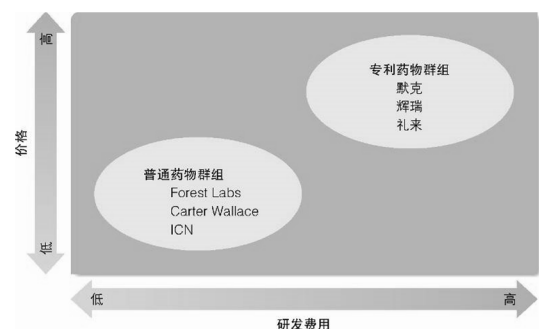 高
专利药物群组
默克
辉瑞
礼来
价格
普通药物群组
Forest Labs
Carter Wallace
ICN
低
低
高
研发费用